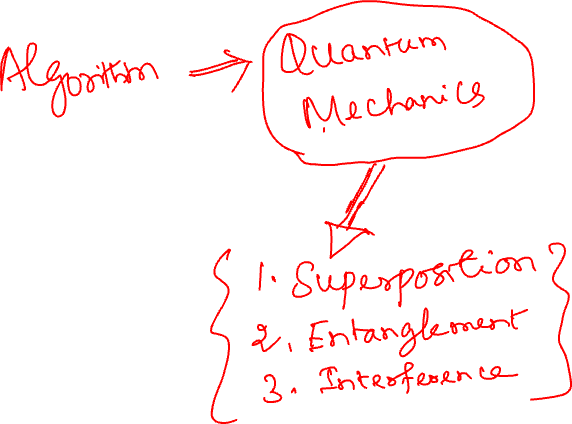 Algorithm
Quantum
Mechanics
1. Superposition
2. Entanglement
3. Interference